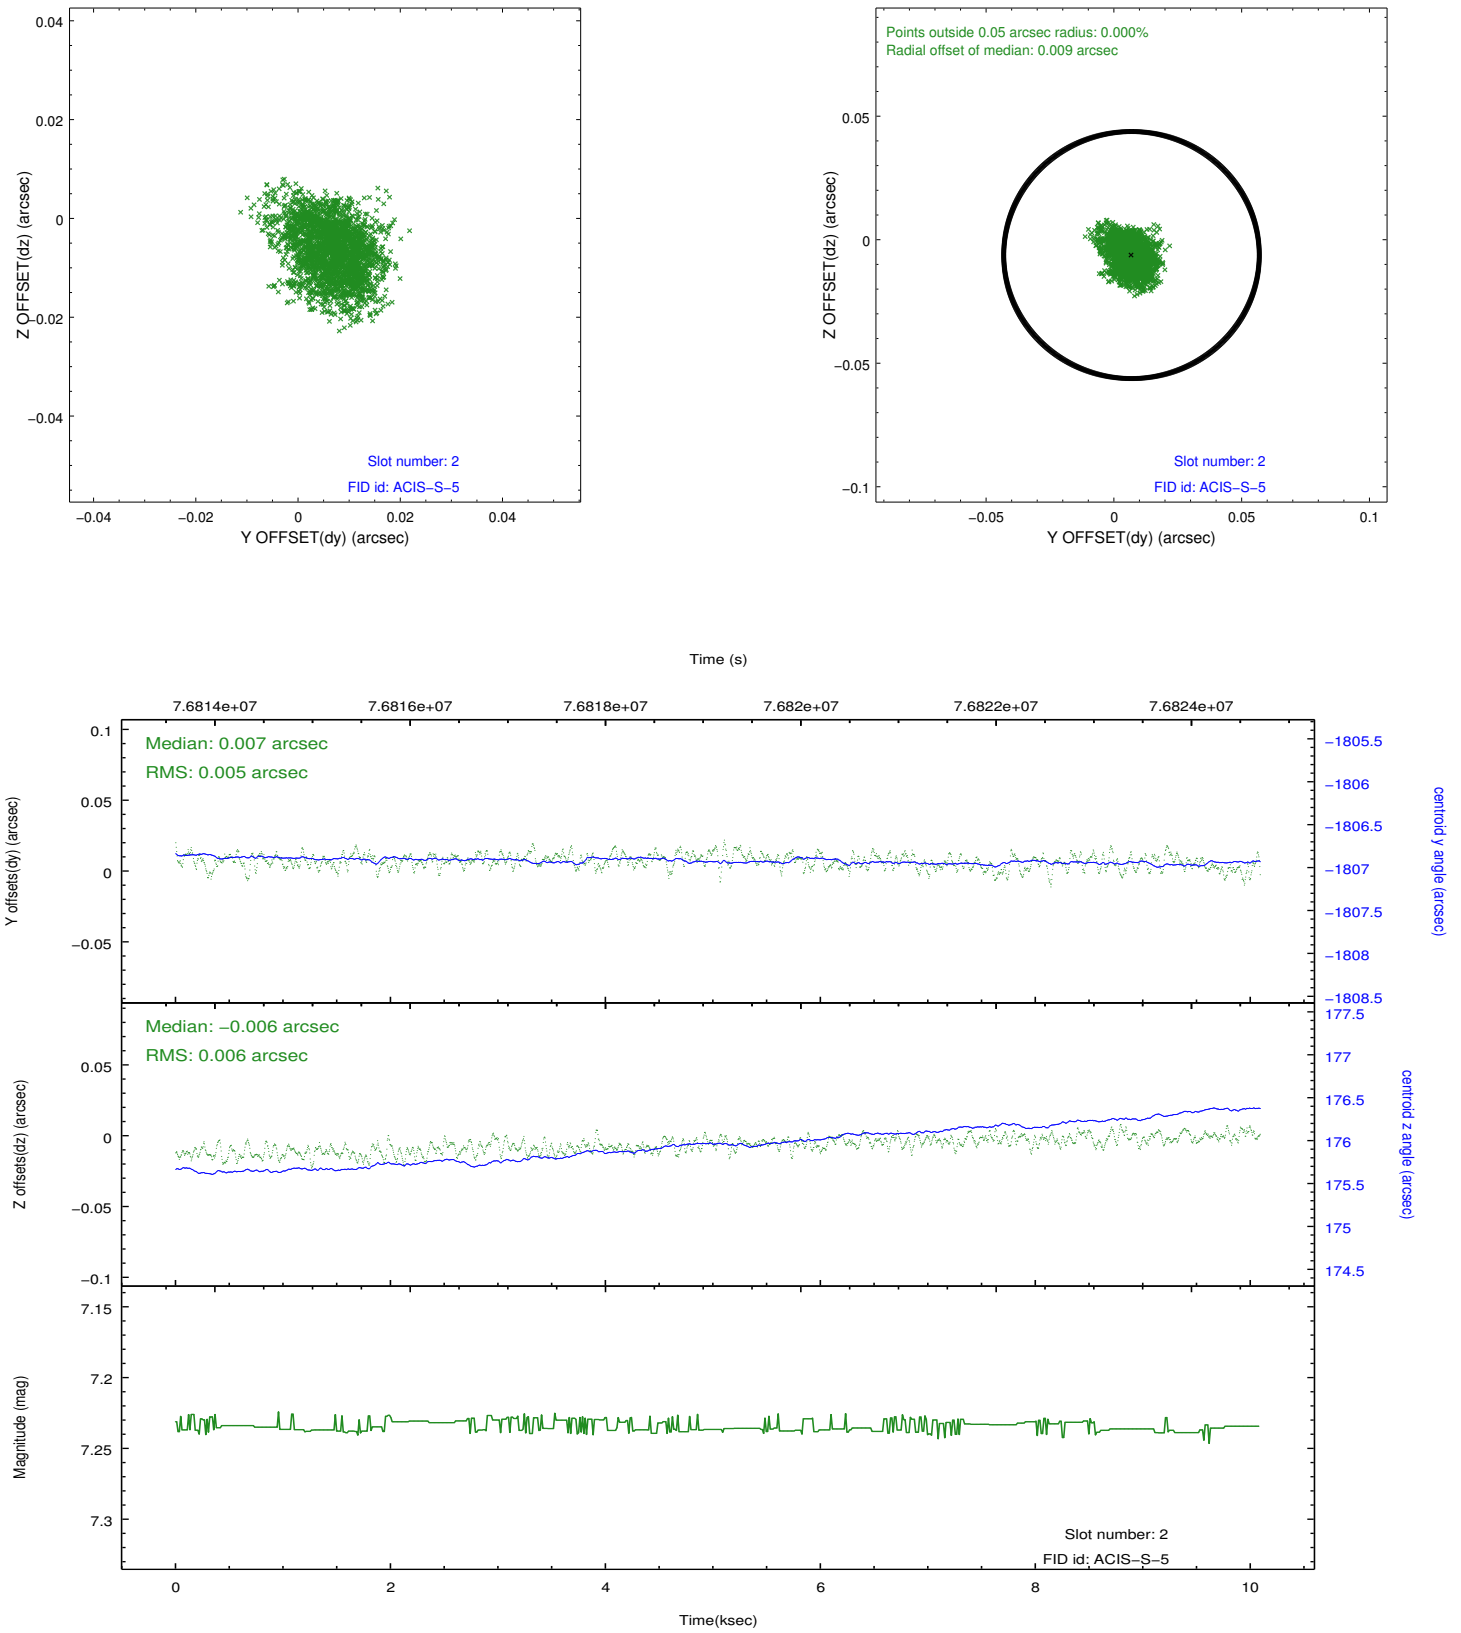 0.04
0.02
0
−0.02
−0.04
Z OFFSET(dz) (arcsec)
Slot number: 2
FID id: ACIS−S−5
−0.04 −0.02 0 0.02 0.04
Y OFFSET(dy) (arcsec)
Points outside 0.05 arcsec radius: 0.000%
Radial offset of median: 0.009 arcsec
0.05
0
−0.05
−0.1
Z OFFSET(dz) (arcsec)
Slot number: 2
FID id: ACIS−S−5
−0.05 0 0.05 0.1
Y OFFSET(dy) (arcsec)
Time (s)
7.6814e+07 7.6816e+07 7.6818e+07 7.682e+07 7.6822e+07 7.6824e+07
Median: 0.007 arcsec
RMS: 0.005 arcsec
0.1
0.05
0
−0.05
Y offsets(dy) (arcsec)
−1805.5
−1806
−1806.5
−1807
−1807.5
−1808
−1808.5
centroid y angle (arcsec)
Median: −0.006 arcsec
RMS: 0.006 arcsec
0.05
0
−0.05
−0.1
Z offsets(dz) (arcsec)
177.5
177
176.5
176
175.5
175
174.5
centroid z angle (arcsec)
7.15
7.2
7.25
7.3
Magnitude (mag)
Slot number: 2
FID id: ACIS−S−5
0 2 4 6 8 10
Time(ksec)